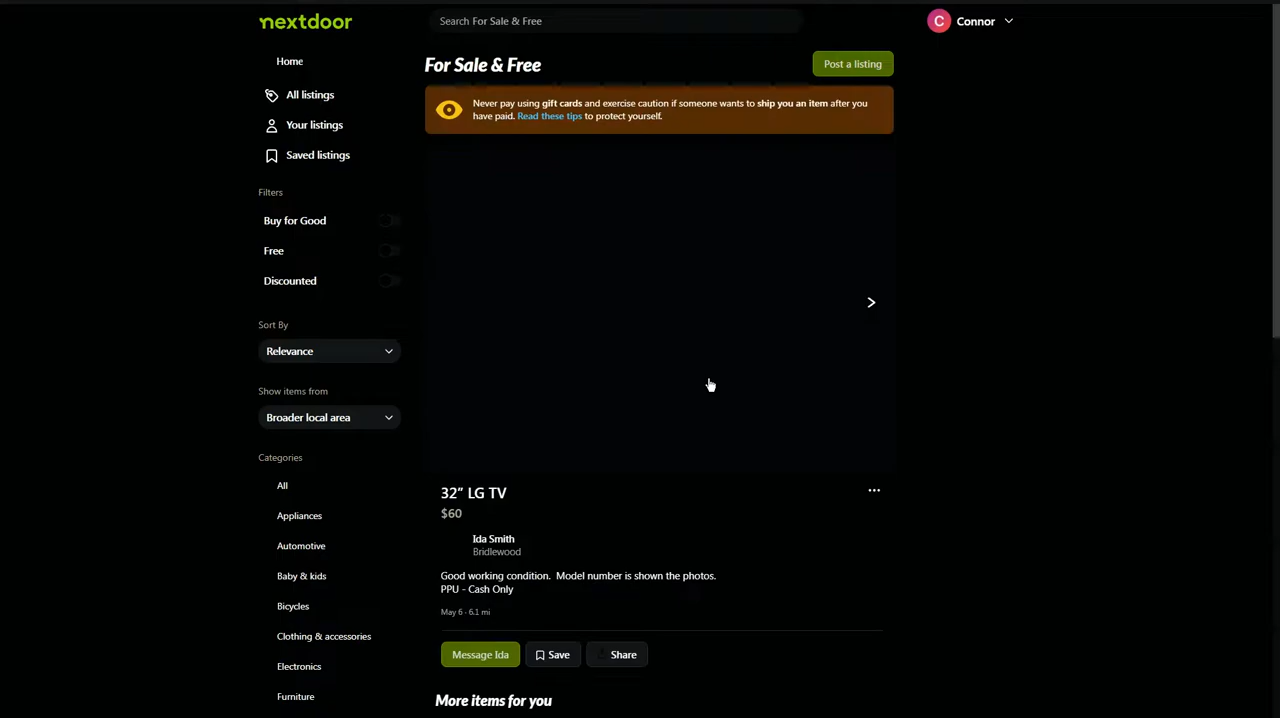 nextdoor
Search For Sale & Free
C Connor
Home
All listings
Your listings
Saved listings
Filters
Buy for Good
Free
Discounted
Sort By
Relevance
Show items from
Broader local area
Categories
All
Appliances
Automotive
Baby & kids
Bicycles
Clothing & accessories
Electronics
Furniture
For Sale & Free
Post a listing
Never pay using gift cards and exercise caution if someone wants to ship you an item after you
have paid. Read these tips to protect yourself.
32” LG TV
$60
Ida Smith
Bridlewood
Good working condition. Model number is shown the photos.
PPU - Cash Only
May 6 · 6.1 mi
Message Ida
Save
Share
More items for you